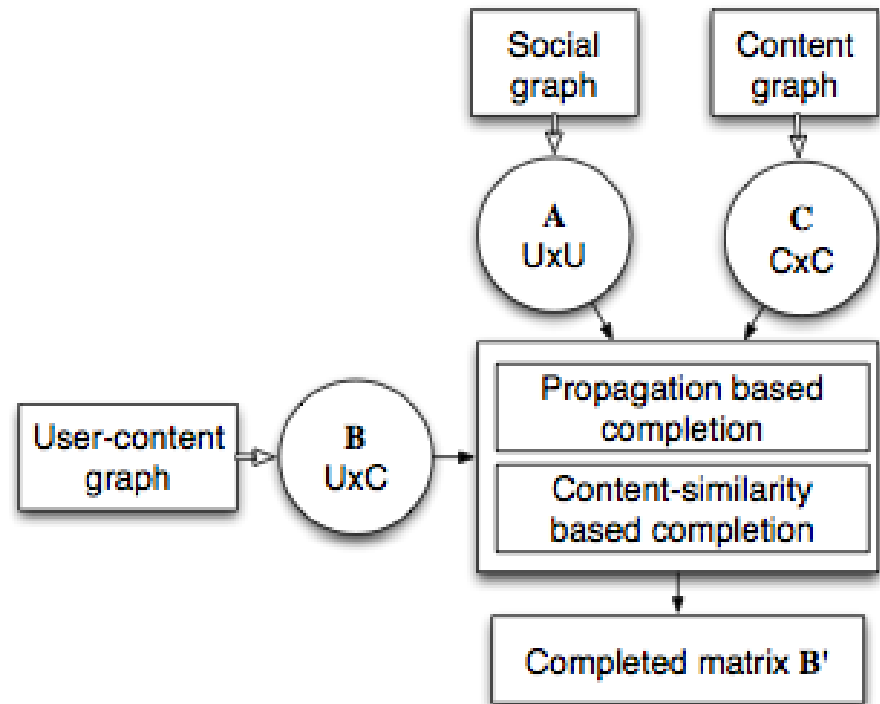 Social
graph
Content
graph
A
UxU
C
CxC
User-content
graph
B
UxC
Propagation based
completion
Content-similarity
based completion
Completed matrix B'